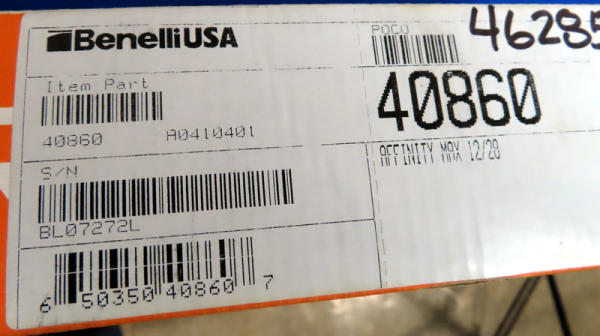 BenelliUSA
POCO
46285
Item Part
40860 A0410401
40860
AFFINITY MAX 12/28
S/N
BL07272L
6 50350 40860 7